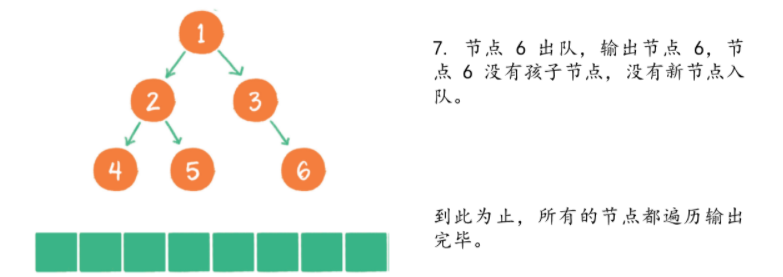 1
2
3
4
5
6
7. 节点 6 出队，输出节点 6，节
点 6 没有孩子节点，没有新节点入
队。
到此为止，所有的节点都遍历输出
完毕。